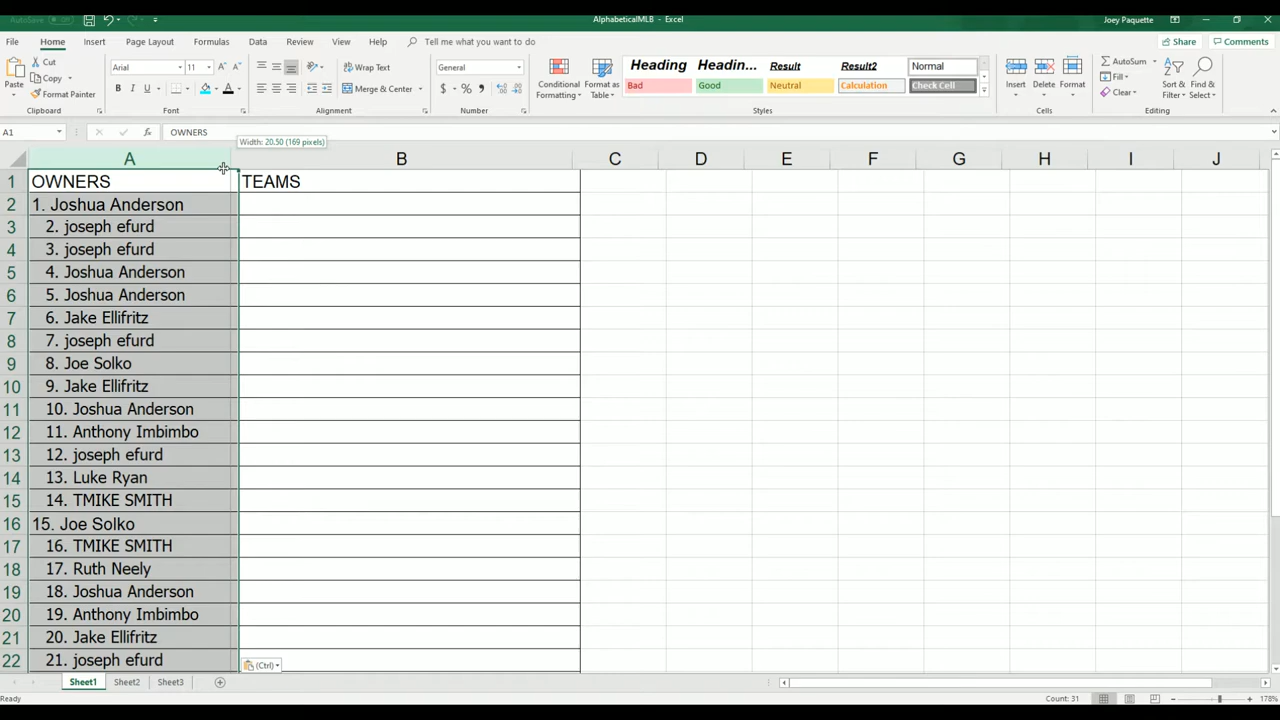 AutoSave
AlphabeticalMLB - Excel
Joey Paquette
File Home Insert Page Layout Formulas Data Review View Help Tell me what you want to do
Share Comments
Paste
Cut
Copy
Format Painter
Clipboard
Arial 11
B I U
Font
Wrap Text
Merge & Center
Alignment
General
$ % ,
Number
Conditional Formatting
Format as Table
Heading Headin... Result Result2 Normal
Bad Good Neutral Calculation Check Cell
Styles
Insert Delete Format
Cells
AutoSum
Fill
Clear
Sort & Filter
Find & Select
Editing
A1 fx OWNERS
Width: 20.50 (169 pixels)
A B C D E F G H I J
1 OWNERS TEAMS
2 1. Joshua Anderson
3 2. joseph efurd
4 3. joseph efurd
5 4. Joshua Anderson
6 5. Joshua Anderson
7 6. Jake Ellifritz
8 7. joseph efurd
9 8. Joe Solko
10 9. Jake Ellifritz
11 10. Joshua Anderson
12 11. Anthony Imbimbo
13 12. joseph efurd
14 13. Luke Ryan
15 14. TMIKE SMITH
16 15. Joe Solko
17 16. TMIKE SMITH
18 17. Ruth Neely
19 18. Joshua Anderson
20 19. Anthony Imbimbo
21 20. Jake Ellifritz
22 21. joseph efurd
(Ctrl)
Sheet1 Sheet2 Sheet3
Ready
Count: 31
178%